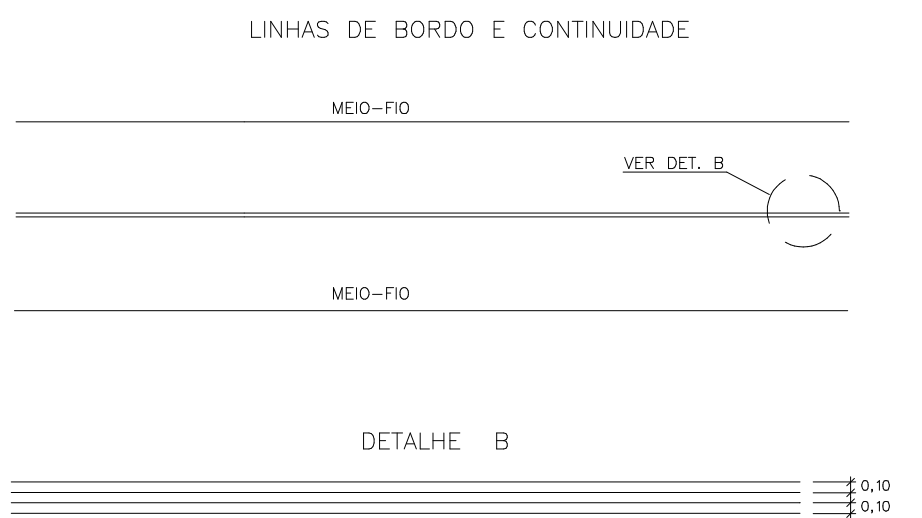 LINHAS DE BORDO E CONTINUIDADE
MEIO-FIO
VER DET. B
MEIO-FIO
DETALHE B
0,10
0,10